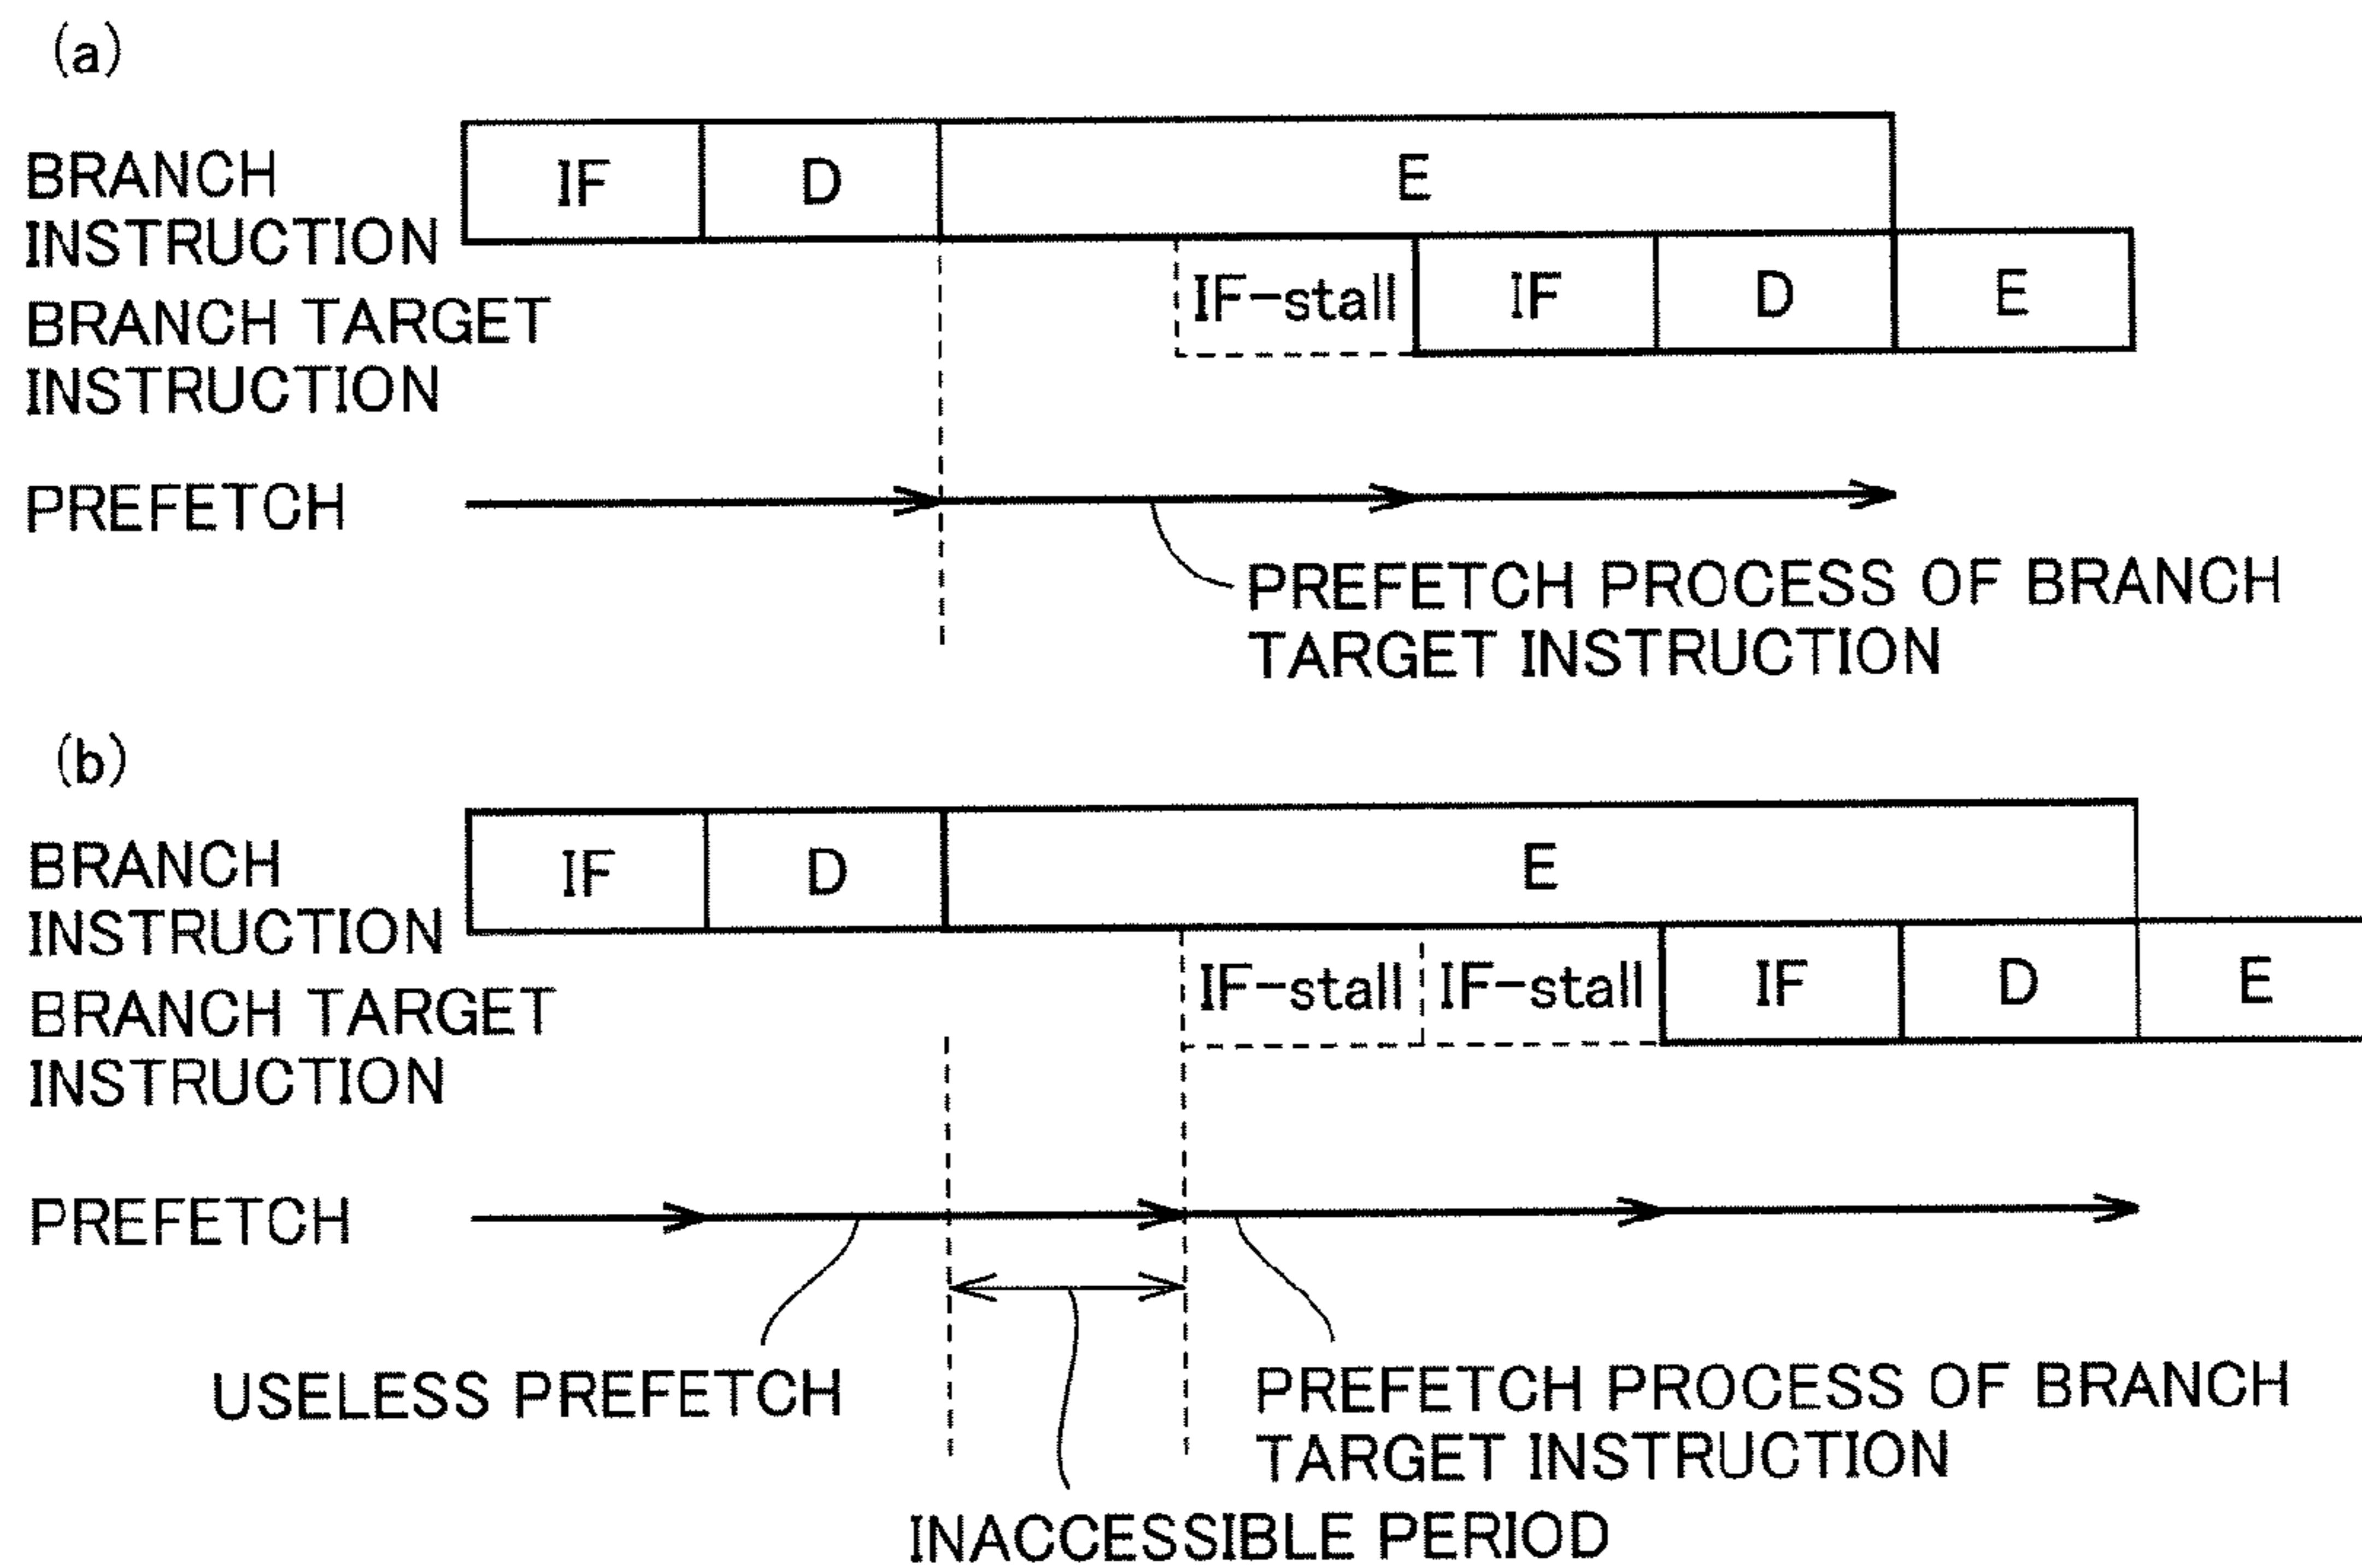 (a)
BRANCH
INSTRUCTION
IF D E
BRANCH TARGET
INSTRUCTION
IF-stall IF D E
PREFETCH
PREFETCH PROCESS OF BRANCH
TARGET INSTRUCTION
(b)
BRANCH
INSTRUCTION
IF D E
BRANCH TARGET
INSTRUCTION
IF-stall IF-stall IF D E
PREFETCH
USELESS PREFETCH
PREFETCH PROCESS OF BRANCH
TARGET INSTRUCTION
INACCESSIBLE PERIOD